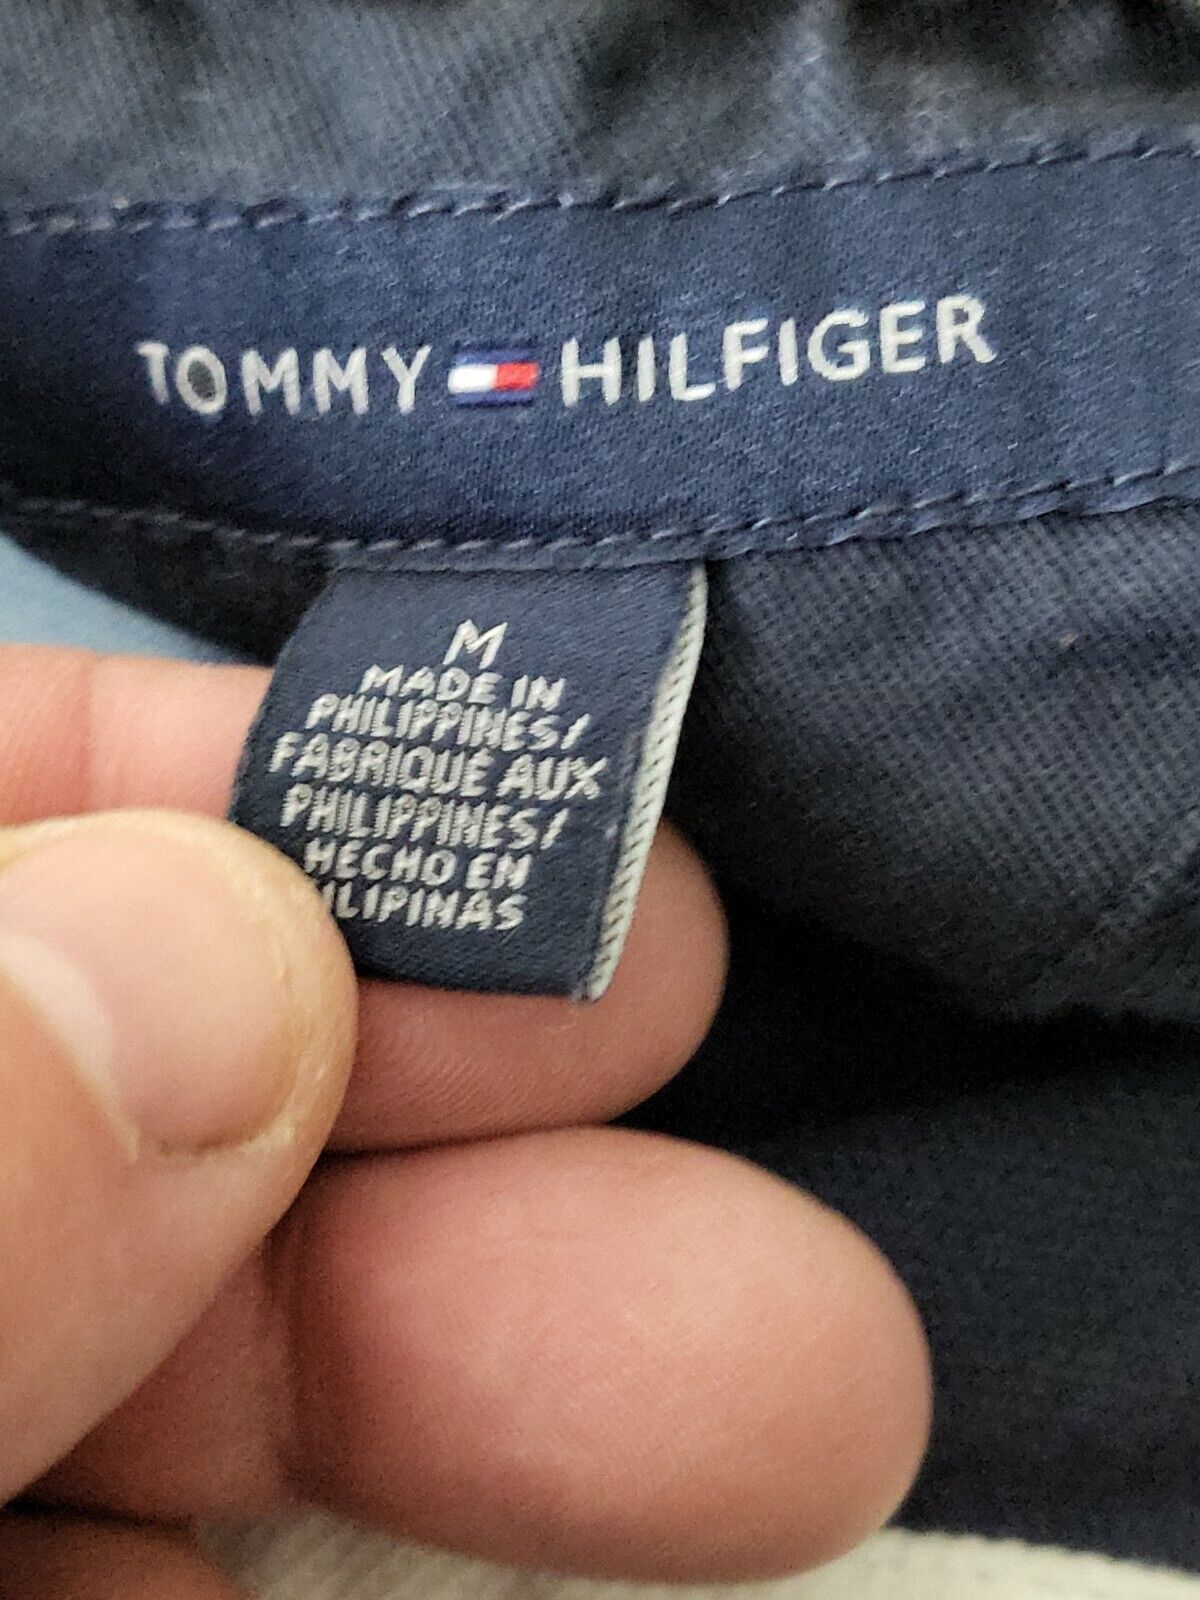 TOMMY HILFIGER
M
MADE IN
PHILIPPINES/
FABRIQUÉ AUX
PHILIPPINES/
HECHO EN
ILIPINAS